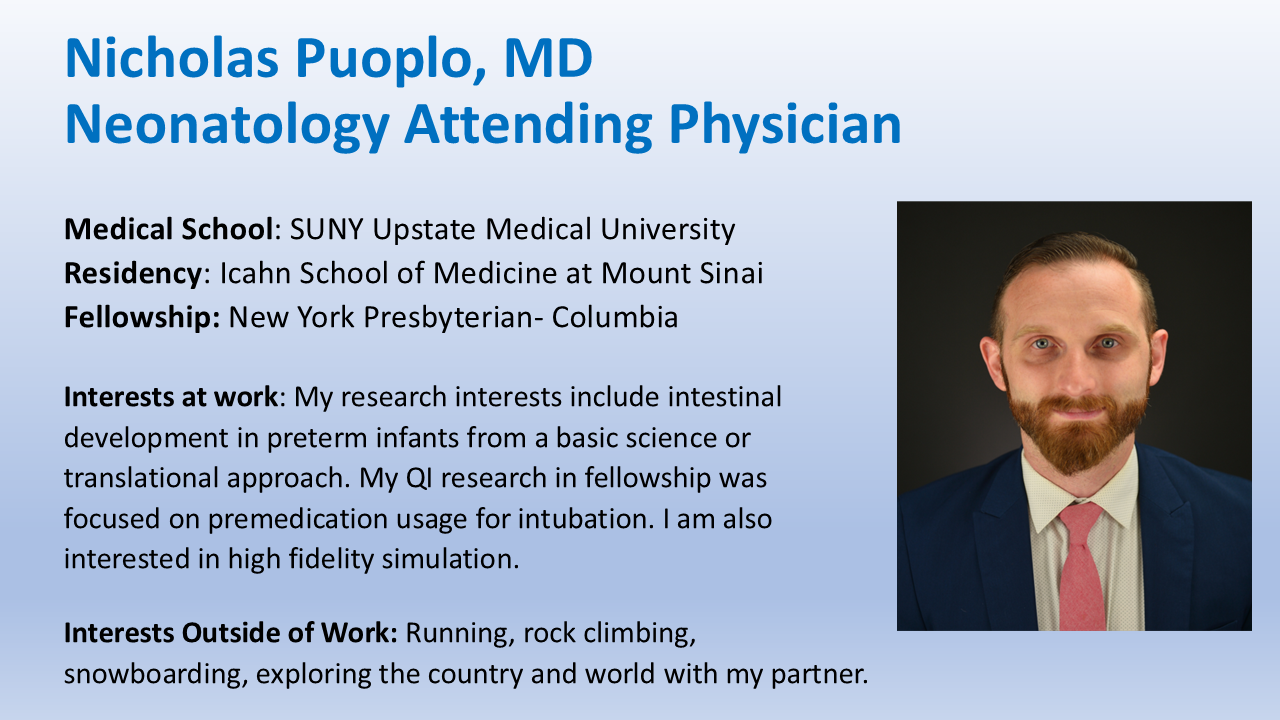 Nicholas Puoplo, MD
Neonatology Attending Physician
Medical School: SUNY Upstate Medical University
Residency: Icahn School of Medicine at Mount Sinai
Fellowship: New York Presbyterian- Columbia
Interests at work: My research interests include intestinal
development in preterm infants from a basic science or
translational approach. My QI research in fellowship was
focused on premedication usage for intubation. I am also
interested in high fidelity simulation.
Interests Outside of Work: Running, rock climbing,
snowboarding, exploring the country and world with my partner.